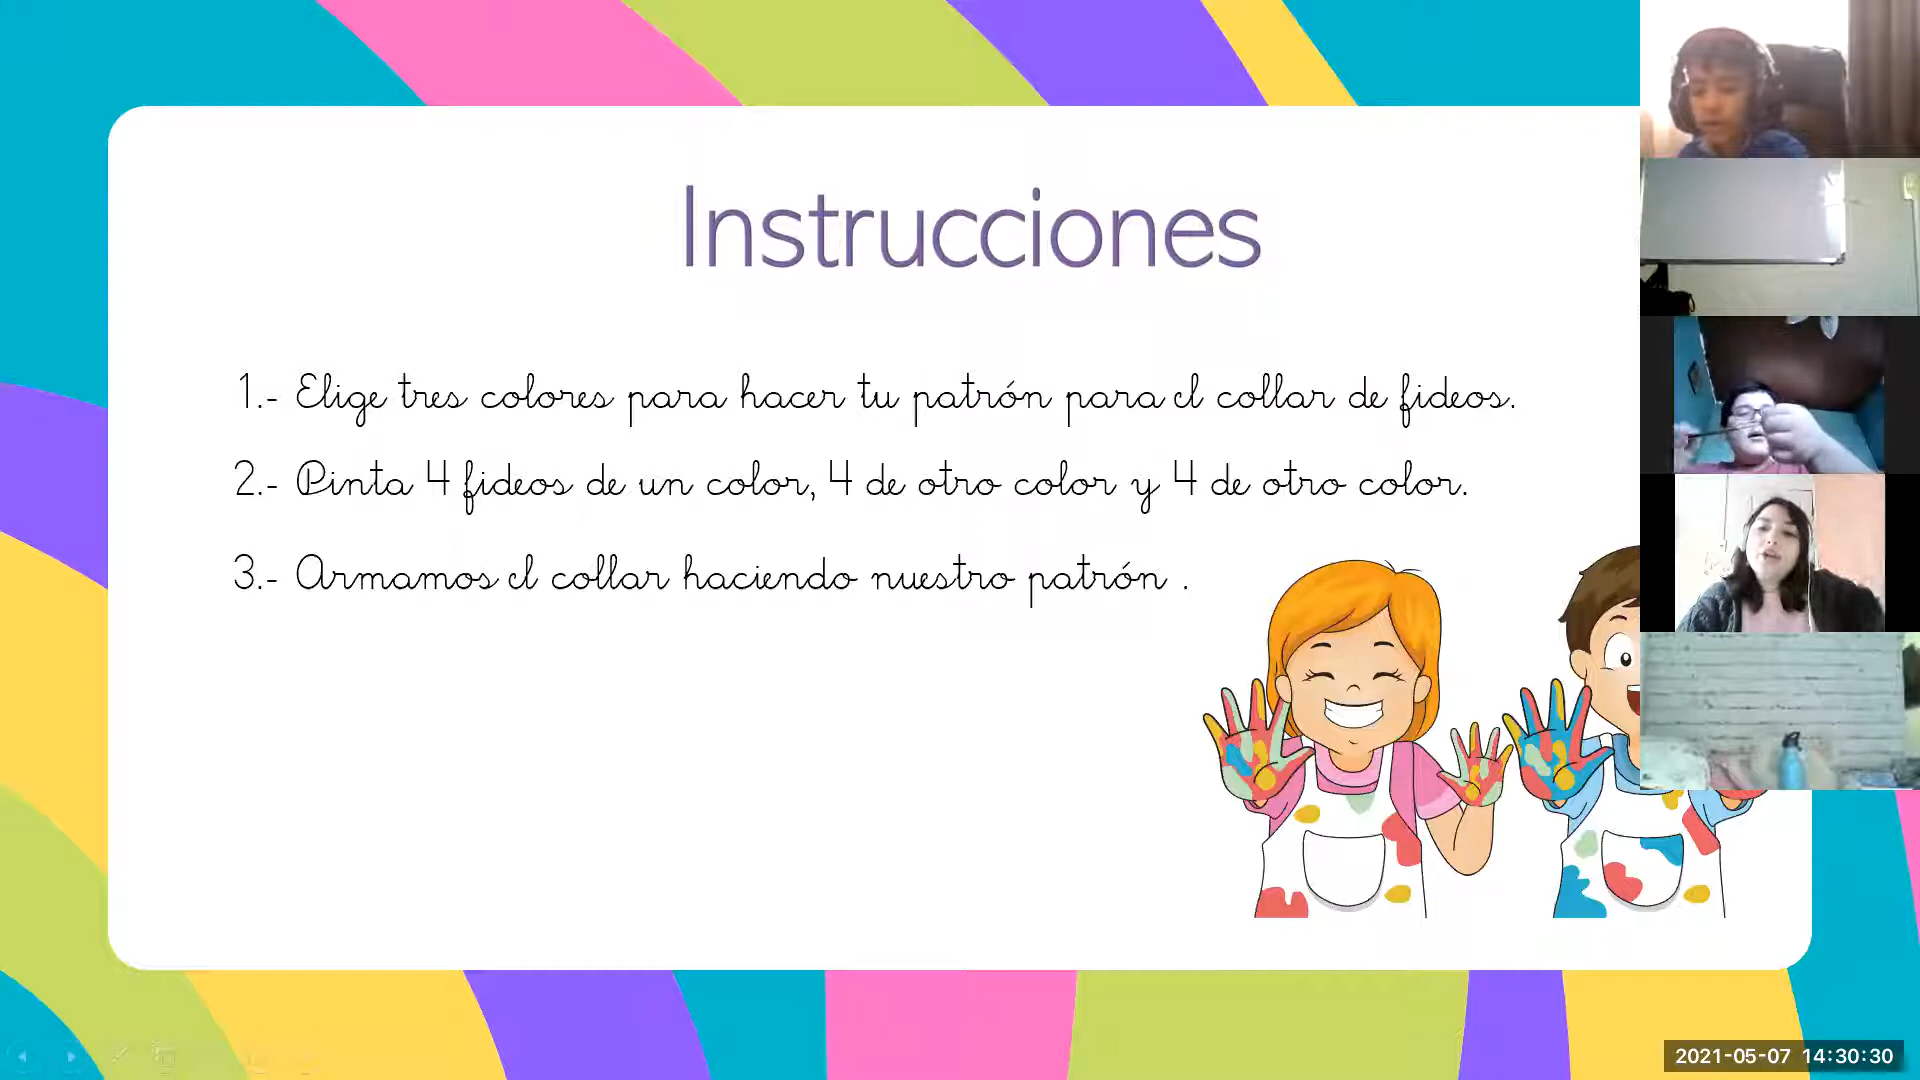 Instrucciones
1.- Elige tres colores para hacer tu patrón para el collar de fideos.
2.- Pinta 4 fideos de un color, 4 de otro color y 4 de otro color.
3.- Armamos el collar haciendo nuestro patrón .
2021-05-07 14:30:30